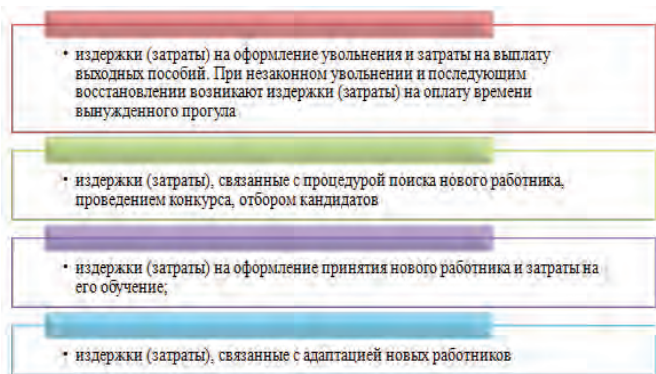 • издержки (затраты) на оформление увольнения и затраты на выплату
выходных пособий. При незаконном увольнении и последующим
восстановлении возникают издержки (затраты) на оплату времени
вынужденного прогула
• издержки (затраты), связанные с процедурой поиска нового работника,
проведением конкурса, отбором кандидатов
• издержки (затраты) на оформление принятия нового работника и затраты на
его обучение;
• издержки (затраты), связанные с адаптацией новых работников